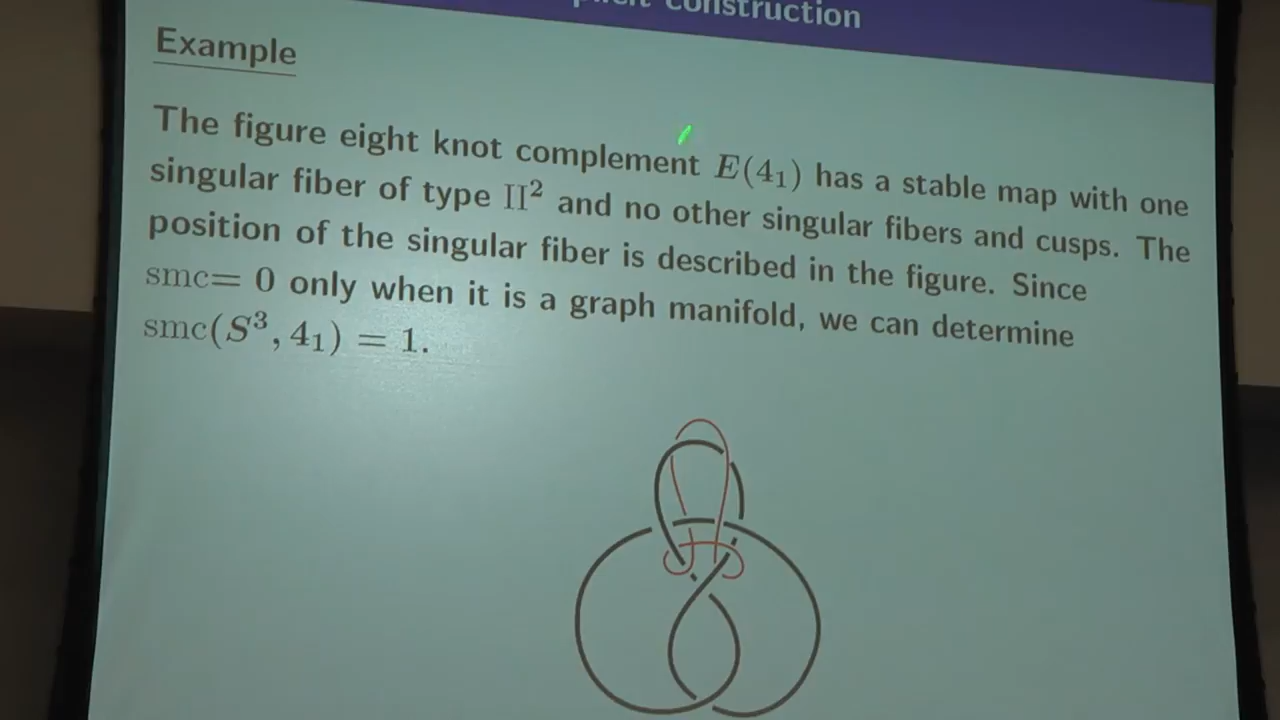 construction
Example
The figure eight knot complement E(4₁) has a stable map with one
singular fiber of type II² and no other singular fibers and cusps. The
position of the singular fiber is described in the figure. Since
smc= 0 only when it is a graph manifold, we can determine
smc(S³, 4₁) = 1.